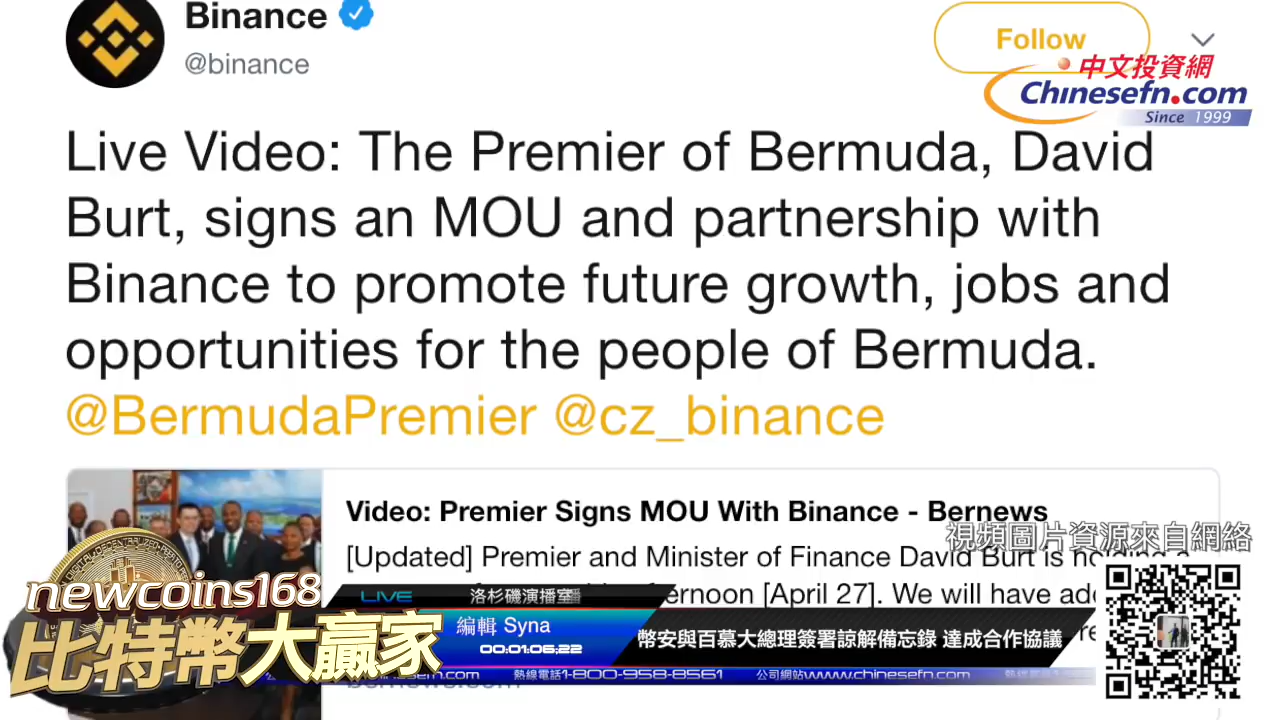 Binance
@binance
Follow
中文投資網
Chinesefn.com
Since 1999
Live Video: The Premier of Bermuda, David
Burt, signs an MOU and partnership with
Binance to promote future growth, jobs and
opportunities for the people of Bermuda.
@BermudaPremier @cz_binance
Video: Premier Signs MOU With Binance - Bernews
視頻圖片資源來自網絡
[Updated] Premier and Minister of Finance David Burt is
ernoon [April 27]. We will have
newcoins168
比特幣大贏家
LIVE
洛杉磯演播室
編輯 Syna
00:01:06;22
幣安與百慕大總理簽署諒解備忘錄 達成合作協議
熱線電話1-800-958-8561
公司網站www.chinesefn.com